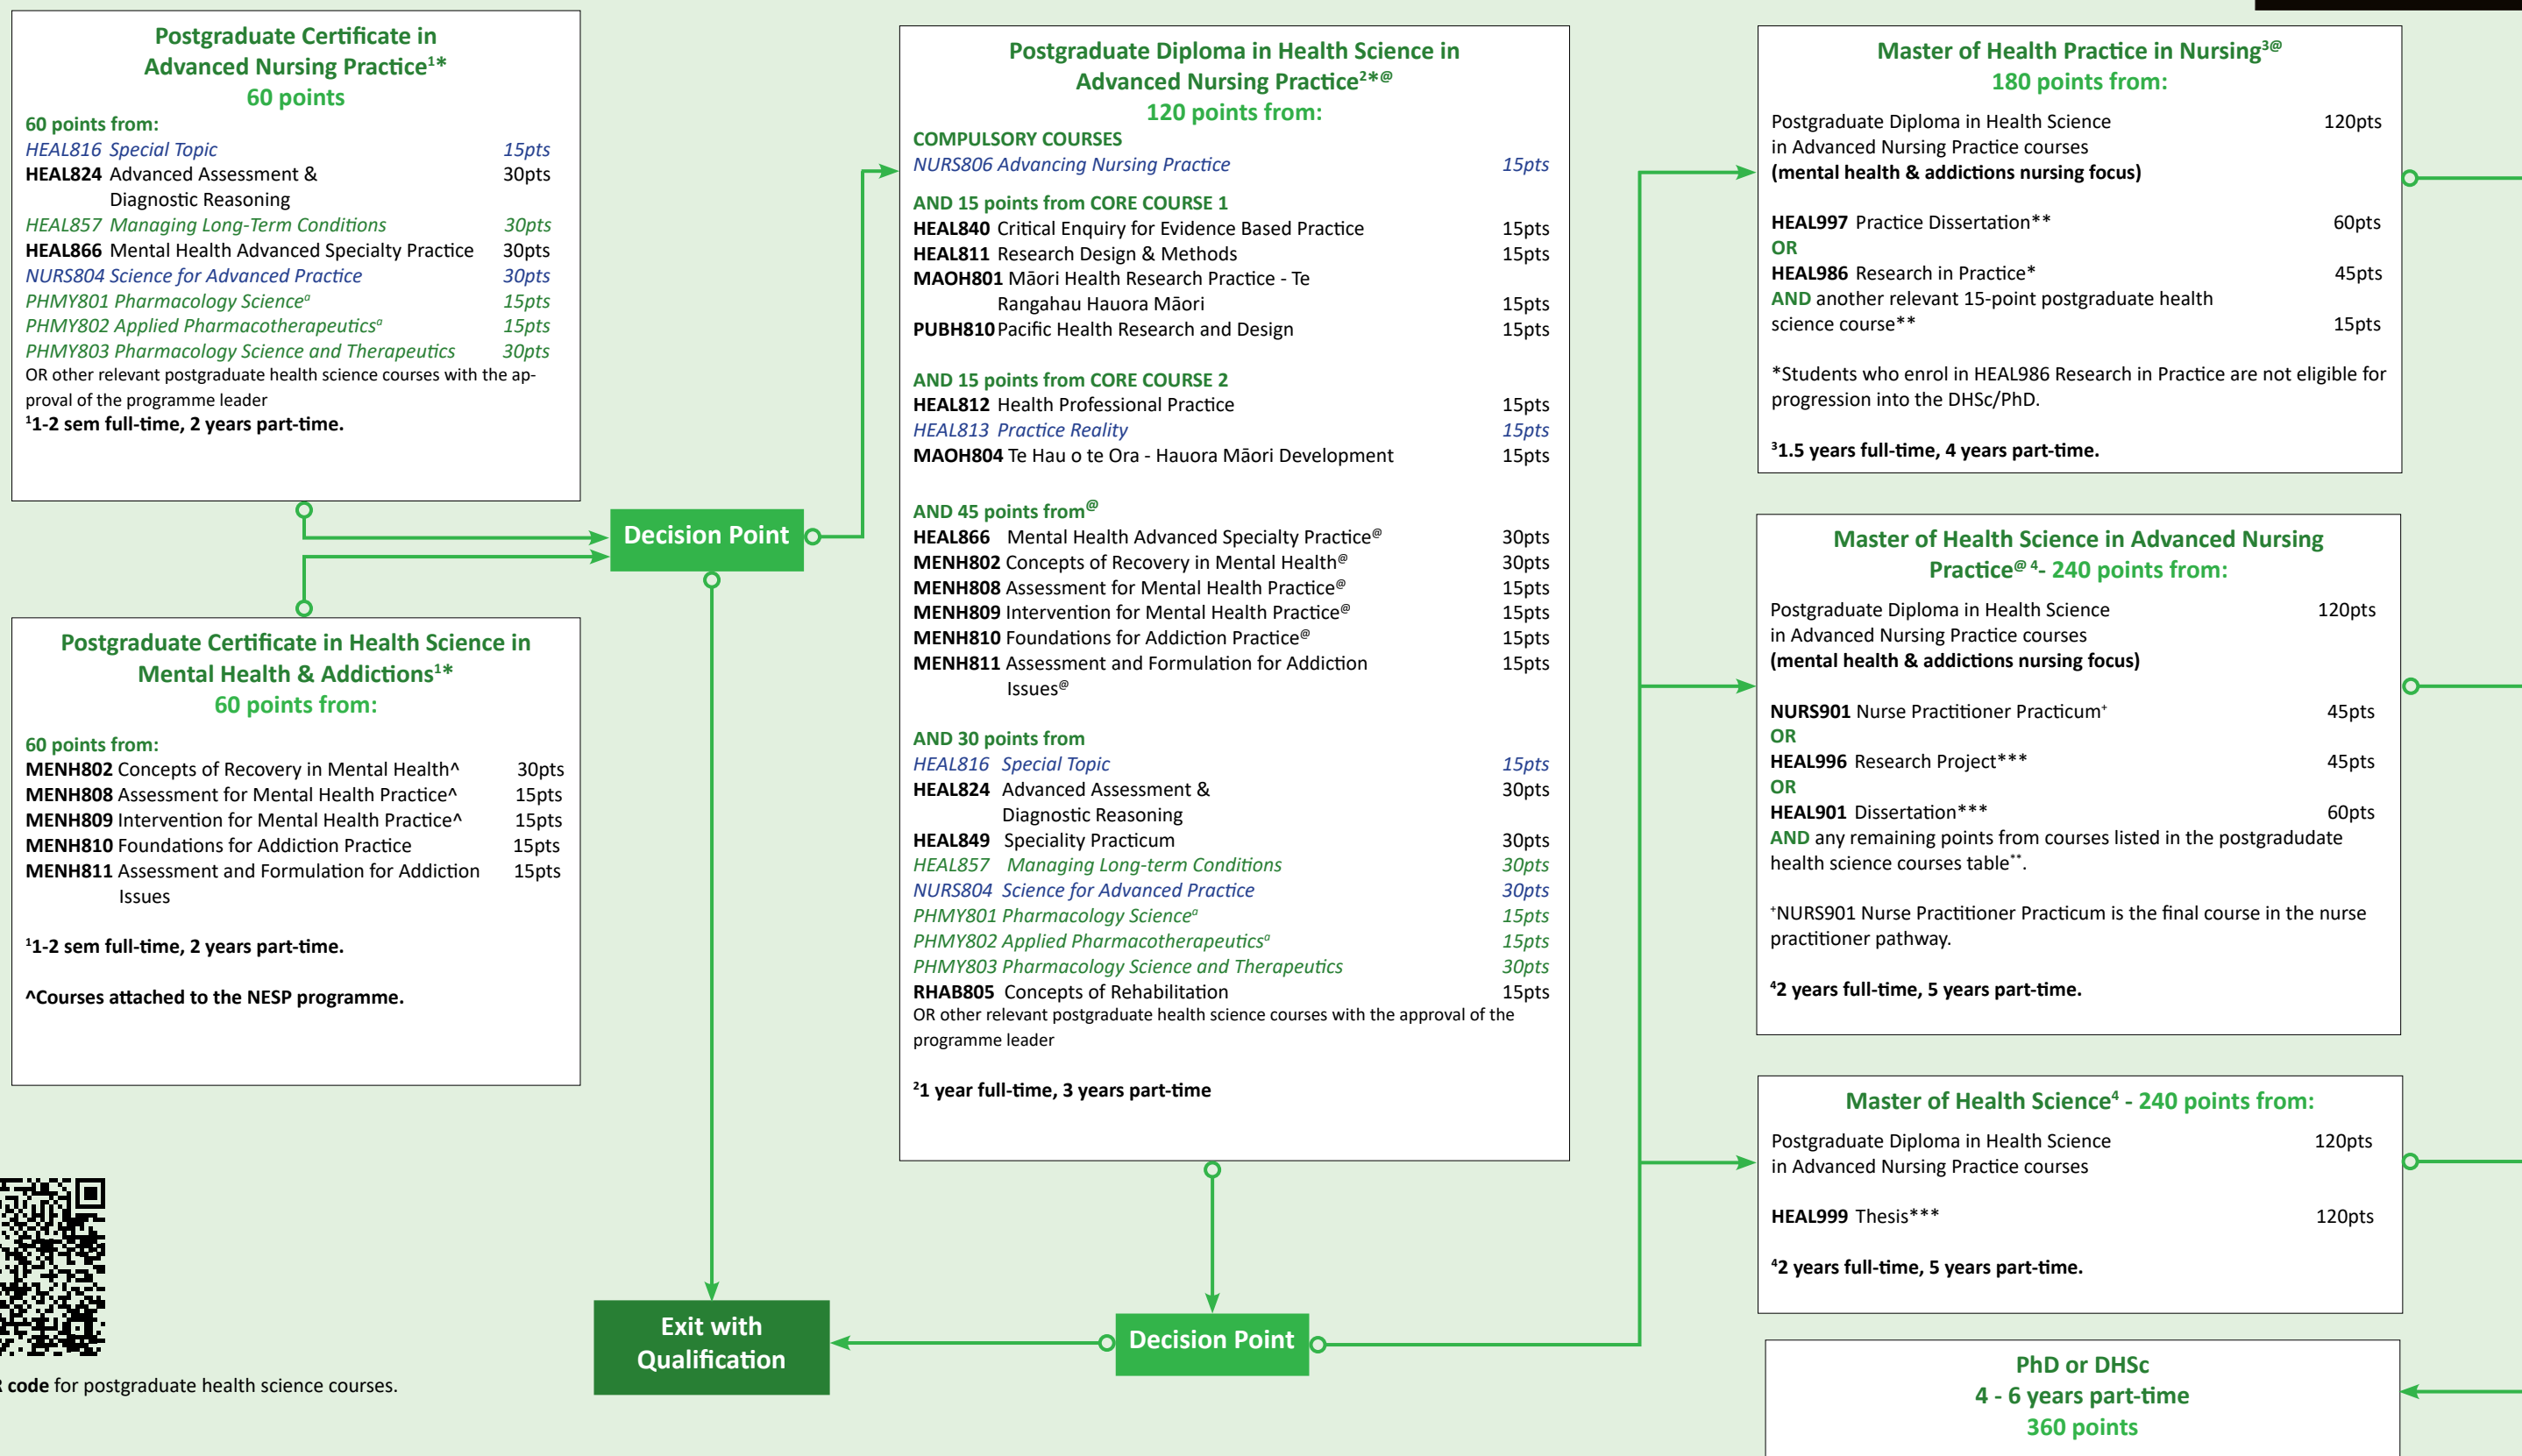 Postgraduate Certificate in
Advanced Nursing Practice¹*
60 points
60 points from:
HEAL816 Special Topic 15pts
HEAL824 Advanced Assessment & 30pts
Diagnostic Reasoning
HEAL857 Managing Long-Term Conditions 30pts
HEAL866 Mental Health Advanced Specialty Practice 30pts
NURS804 Science for Advanced Practice 30pts
PHMY801 Pharmacology Scienceᵃ 15pts
PHMY802 Applied Pharmacotherapeuticsᵃ 15pts
PHMY803 Pharmacology Science and Therapeutics 30pts
OR other relevant postgraduate health science courses with the ap-
proval of the programme leader
¹1-2 sem full-time, 2 years part-time.
Decision Point
Postgraduate Certificate in Health Science in
Mental Health & Addictions¹*
60 points from:
60 points from:
MENH802 Concepts of Recovery in Mental Health^ 30pts
MENH808 Assessment for Mental Health Practice^ 15pts
MENH809 Intervention for Mental Health Practice^ 15pts
MENH810 Foundations for Addiction Practice 15pts
MENH811 Assessment and Formulation for Addiction 15pts
Issues
¹1-2 sem full-time, 2 years part-time.
^Courses attached to the NESP programme.
code for postgraduate health science courses.
Exit with
Qualification
Postgraduate Diploma in Health Science in
Advanced Nursing Practice²*@
120 points from:
COMPULSORY COURSES
NURS806 Advancing Nursing Practice 15pts
AND 15 points from CORE COURSE 1
HEAL840 Critical Enquiry for Evidence Based Practice 15pts
HEAL811 Research Design & Methods 15pts
MAOH801 Māori Health Research Practice - Te
Rangahau Hauora Māori 15pts
PUBH810 Pacific Health Research and Design 15pts
AND 15 points from CORE COURSE 2
HEAL812 Health Professional Practice 15pts
HEAL813 Practice Reality 15pts
MAOH804 Te Hau o te Ora - Hauora Māori Development 15pts
AND 45 points from@
HEAL866 Mental Health Advanced Specialty Practice@ 30pts
MENH802 Concepts of Recovery in Mental Health@ 30pts
MENH808 Assessment for Mental Health Practice@ 15pts
MENH809 Intervention for Mental Health Practice@ 15pts
MENH810 Foundations for Addiction Practice@ 15pts
MENH811 Assessment and Formulation for Addiction 15pts
Issues@
AND 30 points from
HEAL816 Special Topic 15pts
HEAL824 Advanced Assessment & 30pts
Diagnostic Reasoning
HEAL849 Speciality Practicum 30pts
HEAL857 Managing Long-term Conditions 30pts
NURS804 Science for Advanced Practice 30pts
PHMY801 Pharmacology Scienceᵃ 15pts
PHMY802 Applied Pharmacotherapeuticsᵃ 15pts
PHMY803 Pharmacology Science and Therapeutics 30pts
RHAB805 Concepts of Rehabilitation 15pts
OR other relevant postgraduate health science courses with the approval of the
programme leader
²1 year full-time, 3 years part-time
Decision Point
Master of Health Practice in Nursing³@
180 points from:
Postgraduate Diploma in Health Science 120pts
in Advanced Nursing Practice courses
(mental health & addictions nursing focus)
HEAL997 Practice Dissertation** 60pts
OR
HEAL986 Research in Practice* 45pts
AND another relevant 15-point postgraduate health
science course** 15pts
*Students who enrol in HEAL986 Research in Practice are not eligible for
progression into the DHSc/PhD.
³1.5 years full-time, 4 years part-time.
Master of Health Science in Advanced Nursing
Practice@ ⁴- 240 points from:
Postgraduate Diploma in Health Science 120pts
in Advanced Nursing Practice courses
(mental health & addictions nursing focus)
NURS901 Nurse Practitioner Practicum⁺ 45pts
OR
HEAL996 Research Project*** 45pts
OR
HEAL901 Dissertation*** 60pts
AND any remaining points from courses listed in the postgradudate
health science courses table**.
⁺NURS901 Nurse Practitioner Practicum is the final course in the nurse
practitioner pathway.
⁴2 years full-time, 5 years part-time.
Master of Health Science⁴ - 240 points from:
Postgraduate Diploma in Health Science 120pts
in Advanced Nursing Practice courses
HEAL999 Thesis*** 120pts
⁴2 years full-time, 5 years part-time.
PhD or DHSc
4 - 6 years part-time
360 points